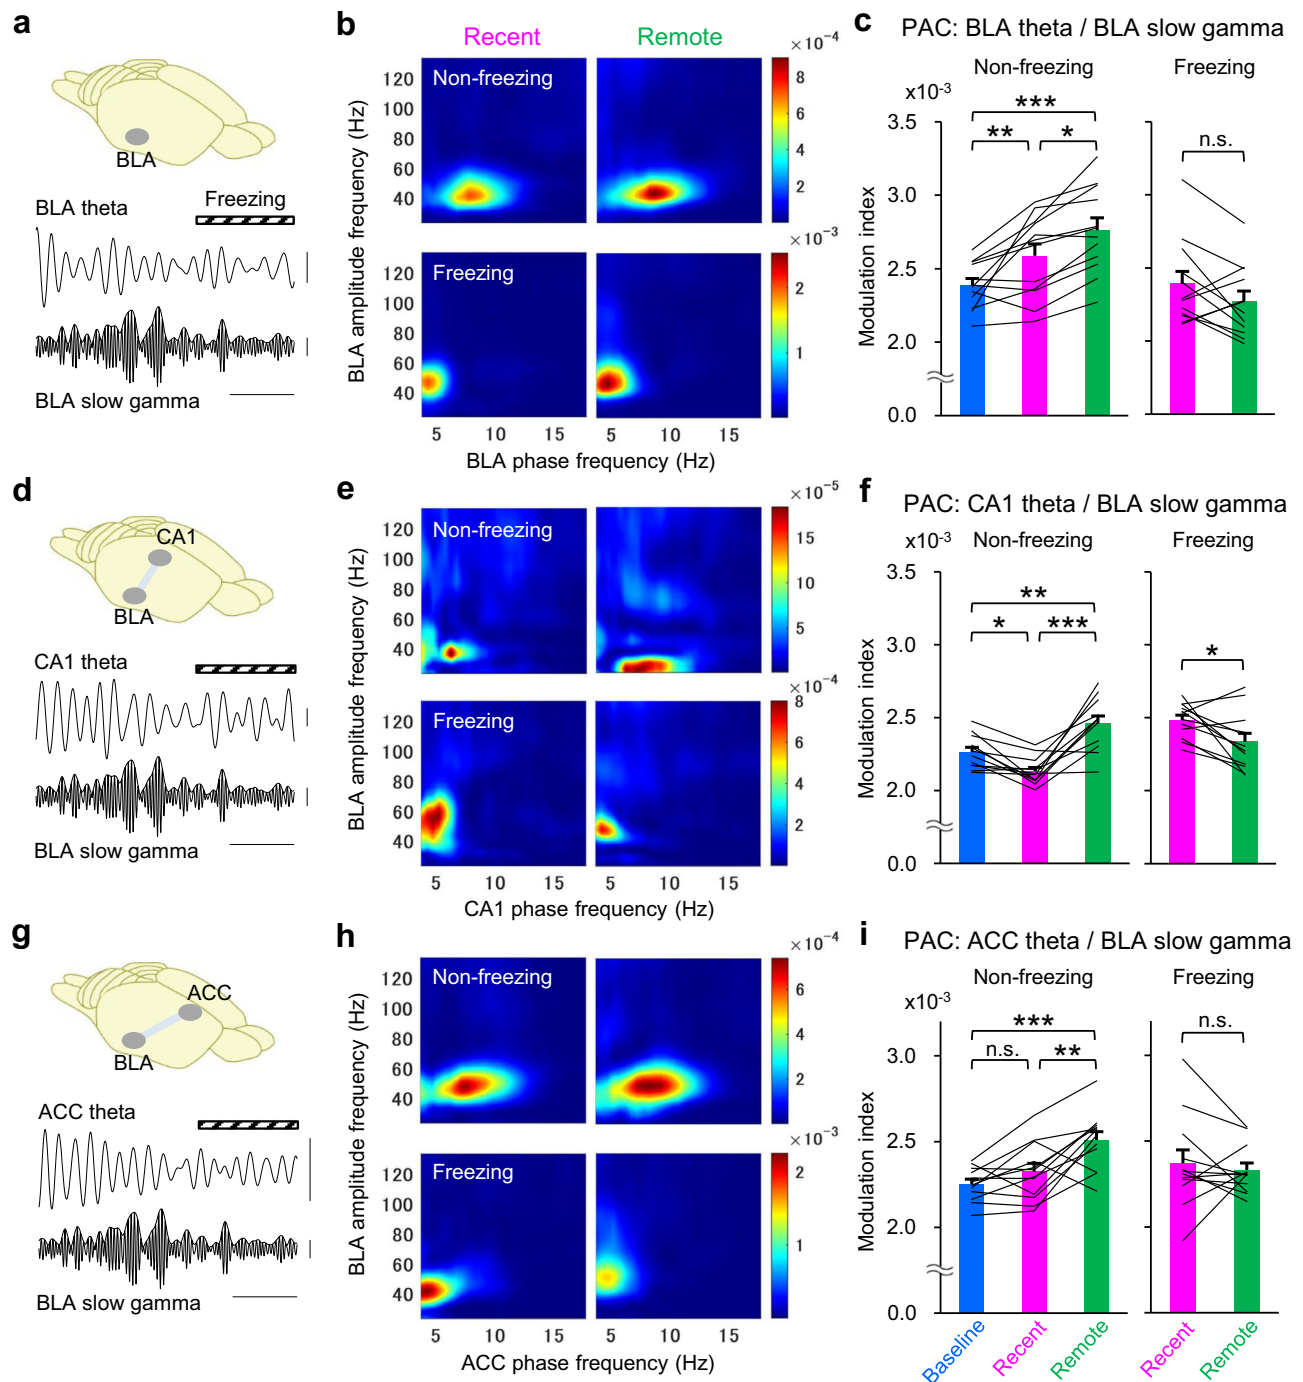 a
BLA
BLA theta
Freezing
BLA slow gamma
b
Recent
Remote
×10⁻⁴
Non-freezing
120
100
80
60
40
8
6
4
2
×10⁻³
Freezing
120
100
80
60
40
2
1
BLA amplitude frequency (Hz)
5 10 15 5 10 15
BLA phase frequency (Hz)
c
PAC: BLA theta / BLA slow gamma
Non-freezing
Freezing
x10⁻³
3.5
3.0
2.5
2.0
0.0
Modulation index
***
** *
n.s.
d
CA1
BLA
CA1 theta
BLA slow gamma
e
×10⁻⁵
Non-freezing
120
100
80
60
40
15
10
5
×10⁻⁴
Freezing
120
100
80
60
40
8
6
4
2
BLA amplitude frequency (Hz)
5 10 15 5 10 15
CA1 phase frequency (Hz)
f
PAC: CA1 theta / BLA slow gamma
x10⁻³
Non-freezing
Freezing
3.5
3.0
2.5
2.0
0.0
Modulation index
**
* ***
*
g
ACC
BLA
ACC theta
BLA slow gamma
h
×10⁻⁴
Non-freezing
120
100
80
60
40
6
4
2
×10⁻³
Freezing
120
100
80
60
40
2
1
BLA amplitude frequency (Hz)
5 10 15 5 10 15
ACC phase frequency (Hz)
i
PAC: ACC theta / BLA slow gamma
Non-freezing
Freezing
x10⁻³
3.0
2.5
2.0
0.0
Modulation index
***
n.s. **
n.s.
Baseline
Recent
Remote
Recent
Remote